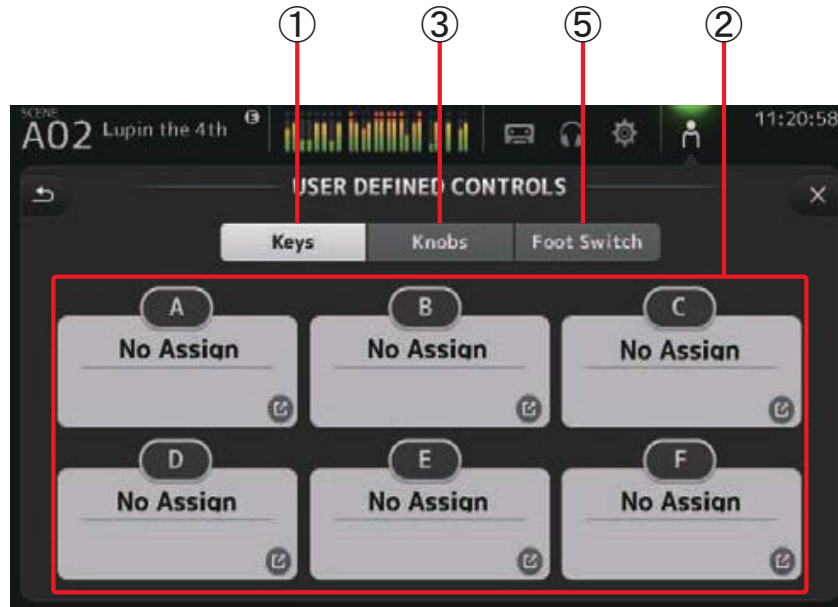 ① ③ ⑤ ②
SCENE
A02 Lupin the 4th E 11:20:58
USER DEFINED CONTROLS
Keys Knobs Foot Switch
A B C
No Assign No Assign No Assign
D E F
No Assign No Assign No Assign